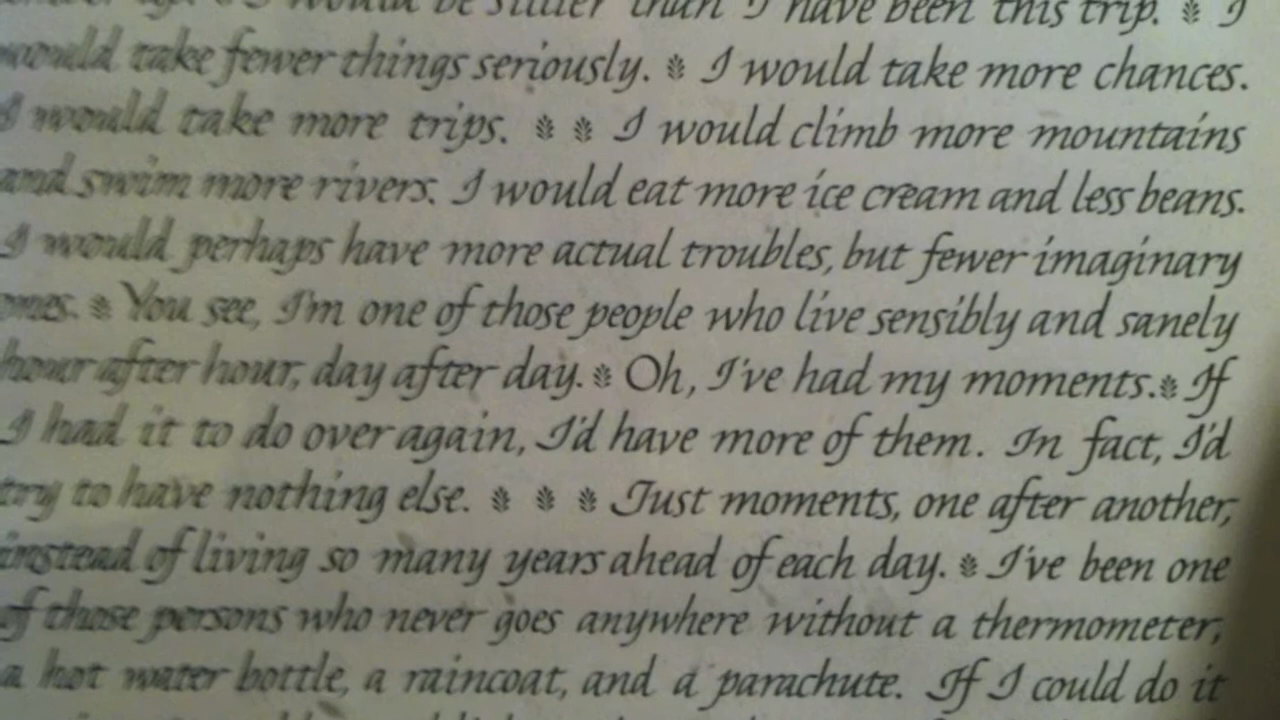 I would be sillier than I have been this trip. I
would take fewer things seriously. I would take more chances.
I would take more trips. I would climb more mountains
and swim more rivers. I would eat more ice cream and less beans.
I would perhaps have more actual troubles, but fewer imaginary
ones. You see, I'm one of those people who live sensibly and sanely
hour after hour, day after day. Oh, I've had my moments. If
I had it to do over again, I'd have more of them. In fact, I'd
try to have nothing else. Just moments, one after another,
instead of living so many years ahead of each day. I've been one
of those persons who never goes anywhere without a thermometer,
a hot water bottle, a raincoat, and a parachute. If I could do it